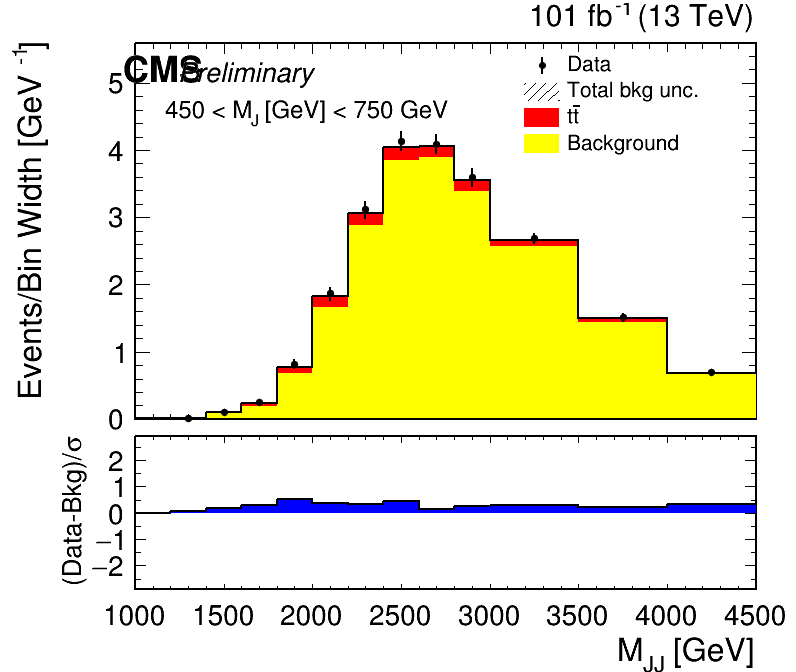 101 fb⁻¹ (13 TeV)
CMS Preliminary
450 < M_J [GeV] < 750 GeV
Data
Total bkg unc.
tt̄
Background
Events/Bin Width [GeV⁻¹]
5
4
3
2
1
0
(Data-Bkg)/σ
2
1
0
−1
−2
1000 1500 2000 2500 3000 3500 4000 4500
M_JJ [GeV]